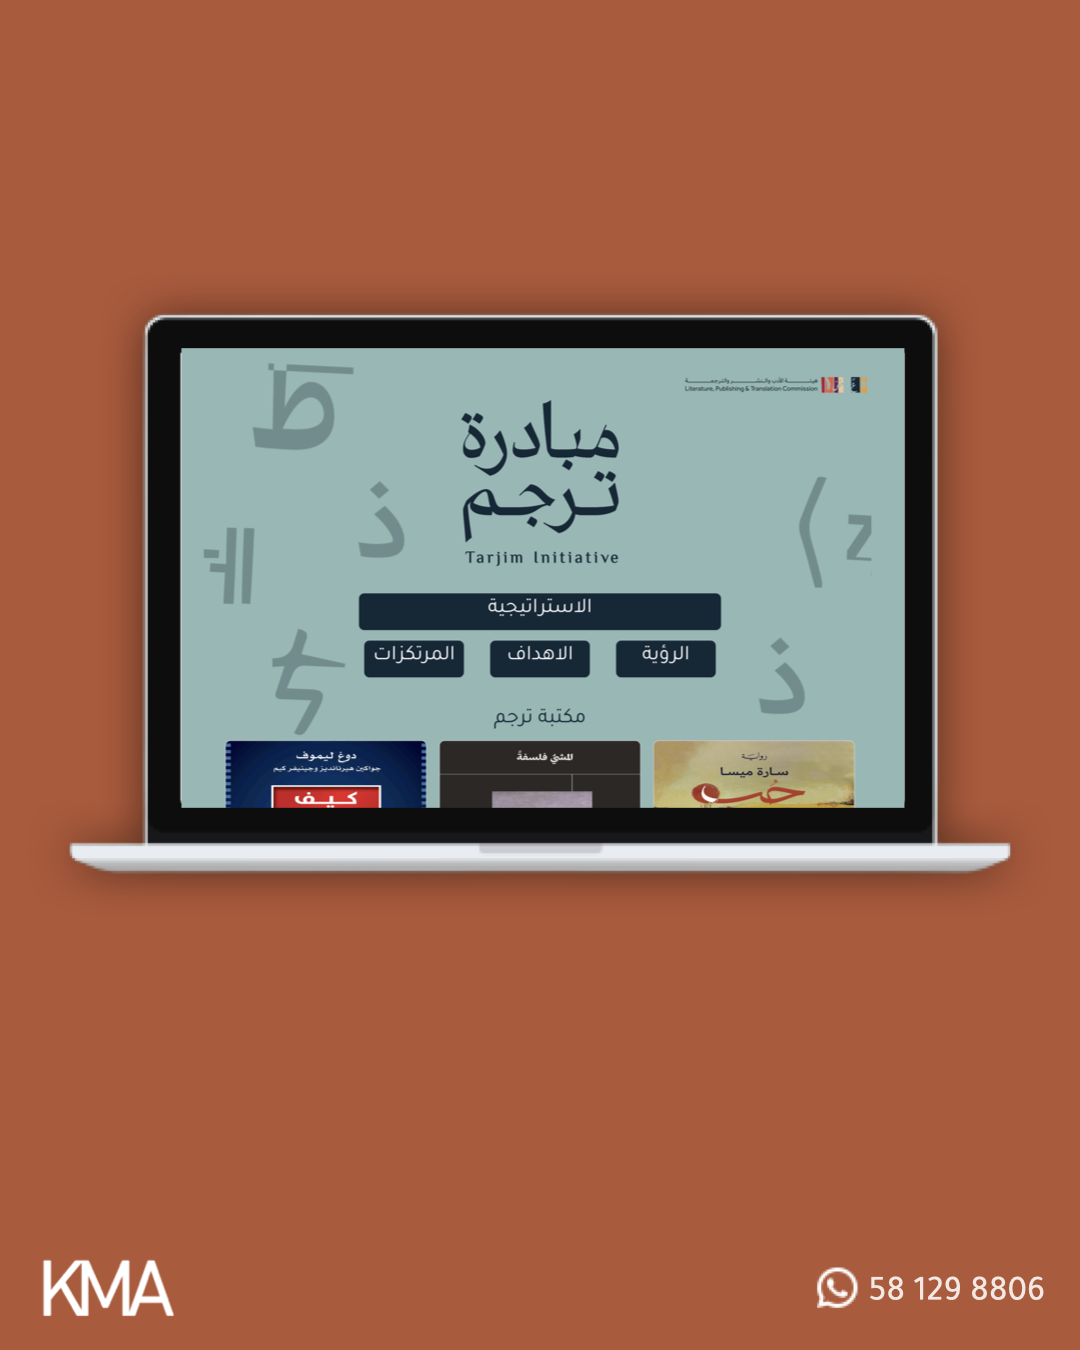 هيئة الأدب والنشر والترجمة
Literature, Publishing & Translation Commission
مبادرة
ترجم
Tarjim Initiative
الاستراتيجية
الرؤية
الاهداف
المرتكزات
مكتبة ترجم
رواية
سارة ميسا
حب
المشي فلسفةً
دوغ ليموف
جواكين هيرنانديز وجينيفر كيم
كيف
ط
ذ
ذ
z
KMA
58 129 8806